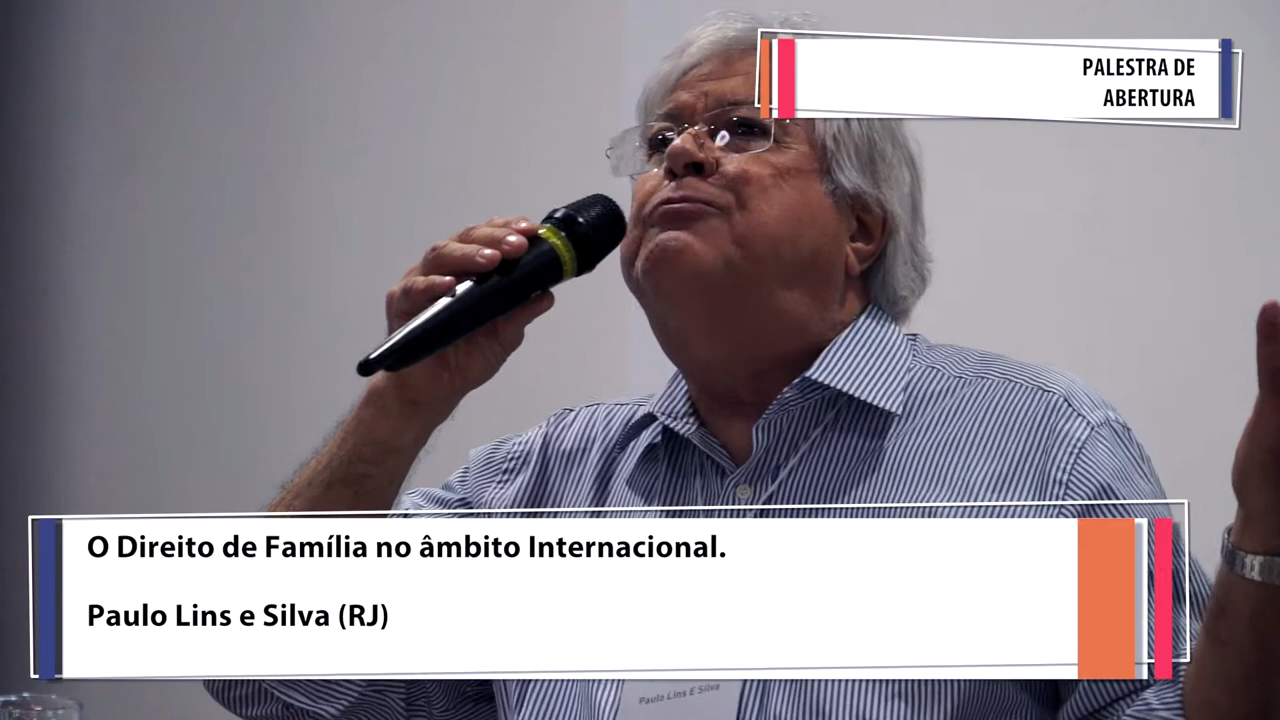 PALESTRA DE
ABERTURA
O Direito de Família no âmbito Internacional.
Paulo Lins e Silva (RJ)
Paulo Lins E Silva